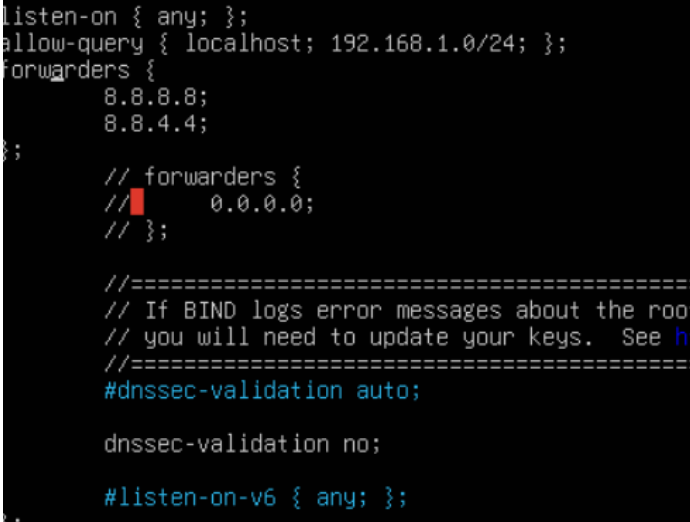 listen-on { any; };
allow-query { localhost; 192.168.1.0/24; };
forwarders {
8.8.8.8;
8.8.4.4;
};
// forwarders {
// 0.0.0.0;
// };
//==========================================
// If BIND logs error messages about the roo
// you will need to update your keys. See h
//==========================================
#dnssec-validation auto;
dnssec-validation no;
#listen-on-v6 { any; };
};